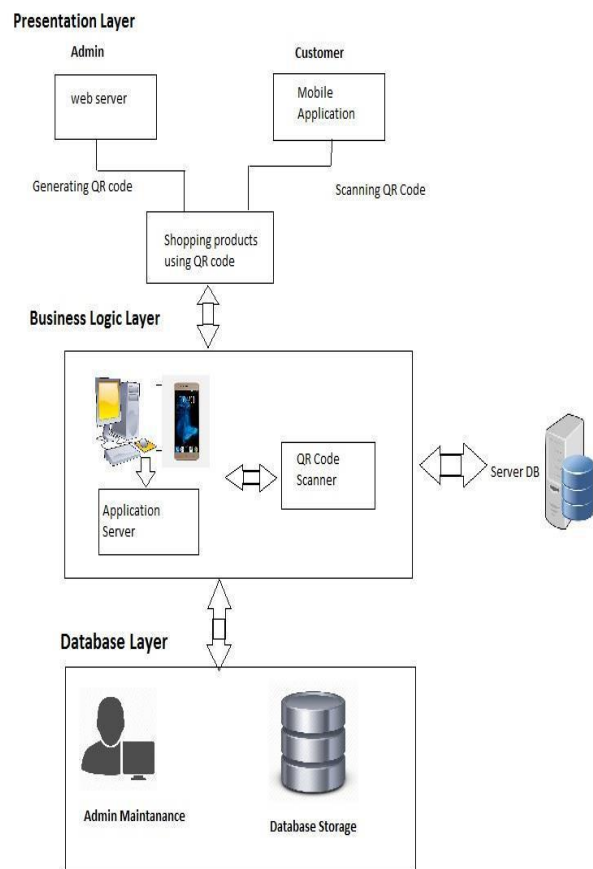 Presentation Layer
Admin
Customer
web server
Mobile
Application
Generating QR code
Scanning QR Code
Shopping products
using QR code
Business Logic Layer
QR Code
Scanner
Server DB
Application
Server
Database Layer
Admin Maintanance
Database Storage